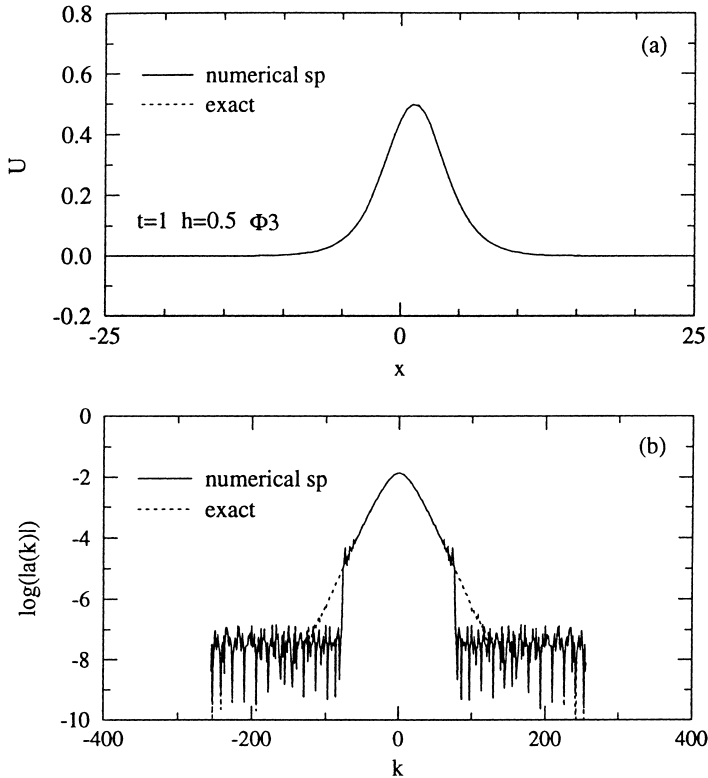 0.8
(a)
numerical sp
exact
0.6
0.4
0.2
0.0
-0.2
U
t=1 h=0.5 Φ3
-25
0
25
x
0
(b)
numerical sp
exact
-2
-4
-6
-8
-10
log(|a(k)|)
-400
-200
0
200
400
k